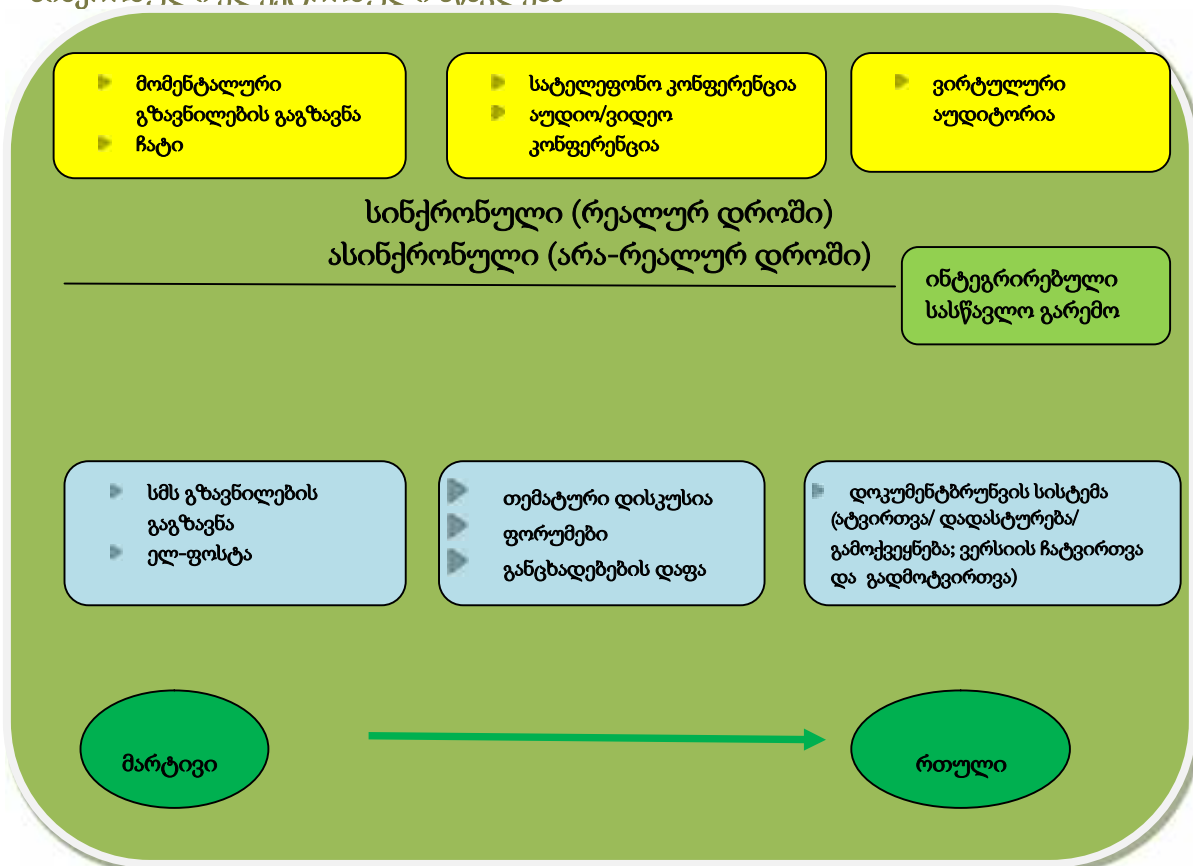 მომენტალური
გზავნილების გაგზავნა
ჩატი
სატელეფონო კონფერენცია
აუდიო/ვიდეო
კონფერენცია
ვირტულური
აუდიტორია
სინქრონული (რეალურ დროში)
ასინქრონული (არა-რეალურ დროში)
ინტეგრირებული
სასწავლო გარემო
სმს გზავნილების
გაგზავნა
ელ-ფოსტა
თემატური დისკუსია
ფორუმები
განცხადებების დაფა
დოკუმენტბრუნვის სისტემა
(ატვირთვა/ დადასტურება/
გამოქვეყნება; ვერსიის ჩატვირთვა
და გადმოტვირთვა)
მარტივი
რთული